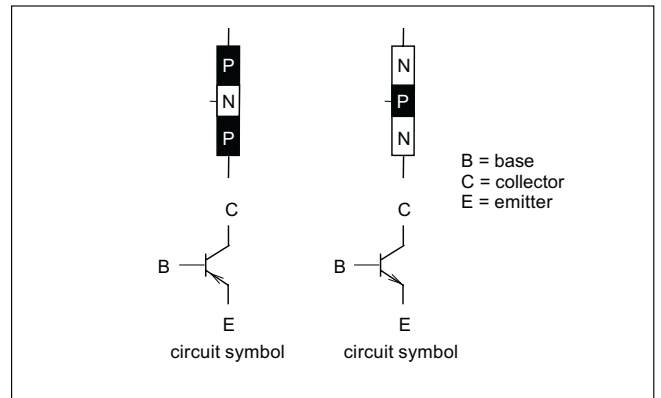 P
N
P
N
P
N
B = base
C = collector
E = emitter
C
C
B
B
E
E
circuit symbol
circuit symbol